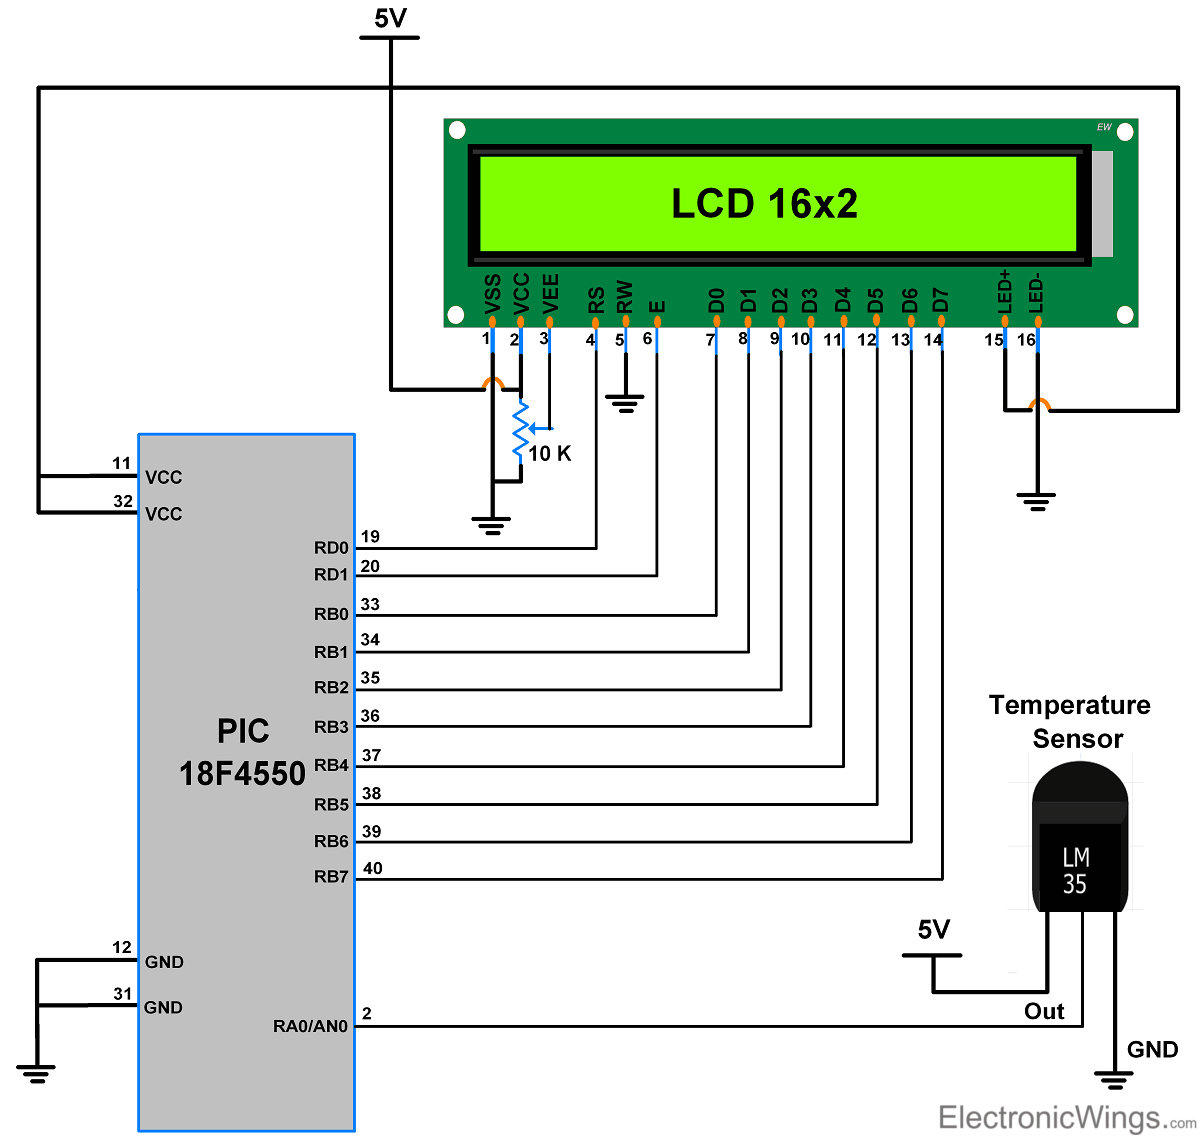 5V
EW
LCD 16x2
VSS VCC VEE RS RW E D0 D1 D2 D3 D4 D5 D6 D7 LED+ LED-
1 2 3 4 5 6 7 8 9 10 11 12 13 14 15 16
10 K
11 VCC
32 VCC
RD0 19
RD1 20
RB0 33
RB1 34
RB2 35
RB3 36
RB4 37
RB5 38
RB6 39
RB7 40
PIC
18F4550
Temperature
Sensor
LM
35
5V
12 GND
31 GND
RA0/AN0 2
Out
GND
ElectronicWings.com